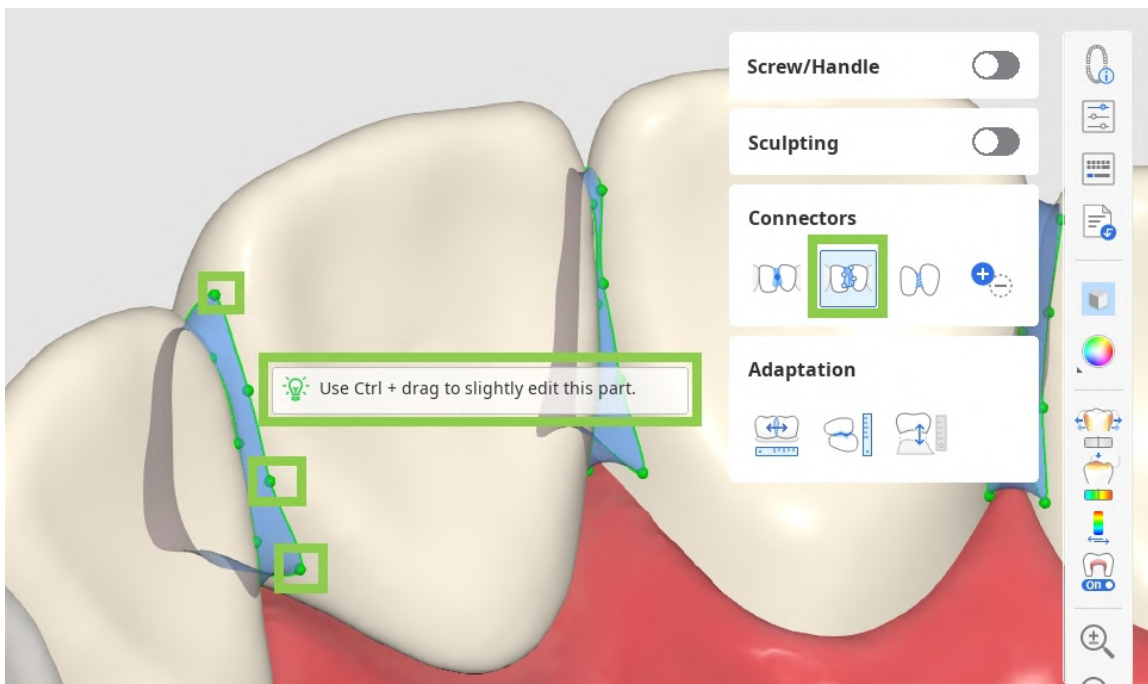 Screw/Handle
Sculpting
Connectors
Use Ctrl + drag to slightly edit this part.
Adaptation
On